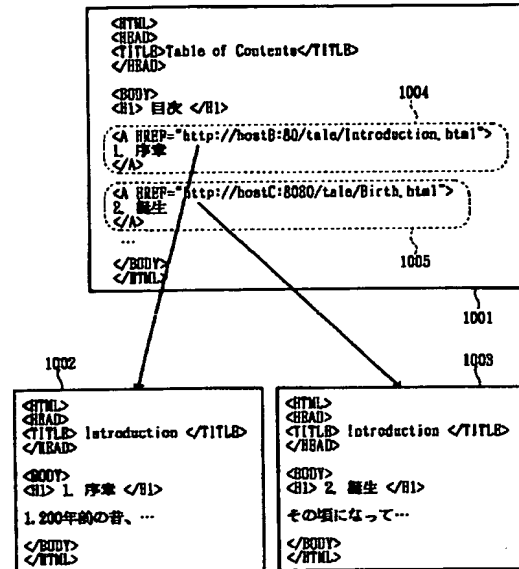 <HTML>
<HEAD>
<TITLE>Table of Contents</TITLE>
</HEAD>
<BODY>
<H1> 目次 </H1>
1004
<A HREF="http://hostB:80/tale/Introduction.html">
1. 序章
</A>
<A HREF="http://hostC:8080/tale/Birth.html">
2. 誕生
</A>
…
1005
</BODY>
</HTML>
1001
1002
<HTML>
<HEAD>
<TITLE> Introduction </TITLE>
</HEAD>
<BODY>
<H1> 1. 序章 </H1>
1.200年前の昔、…
</BODY>
</HTML>
1003
<HTML>
<HEAD>
<TITLE> Introduction </TITLE>
</HEAD>
<BODY>
<H1> 2. 誕生 </H1>
その頃になって…
</BODY>
</HTML>